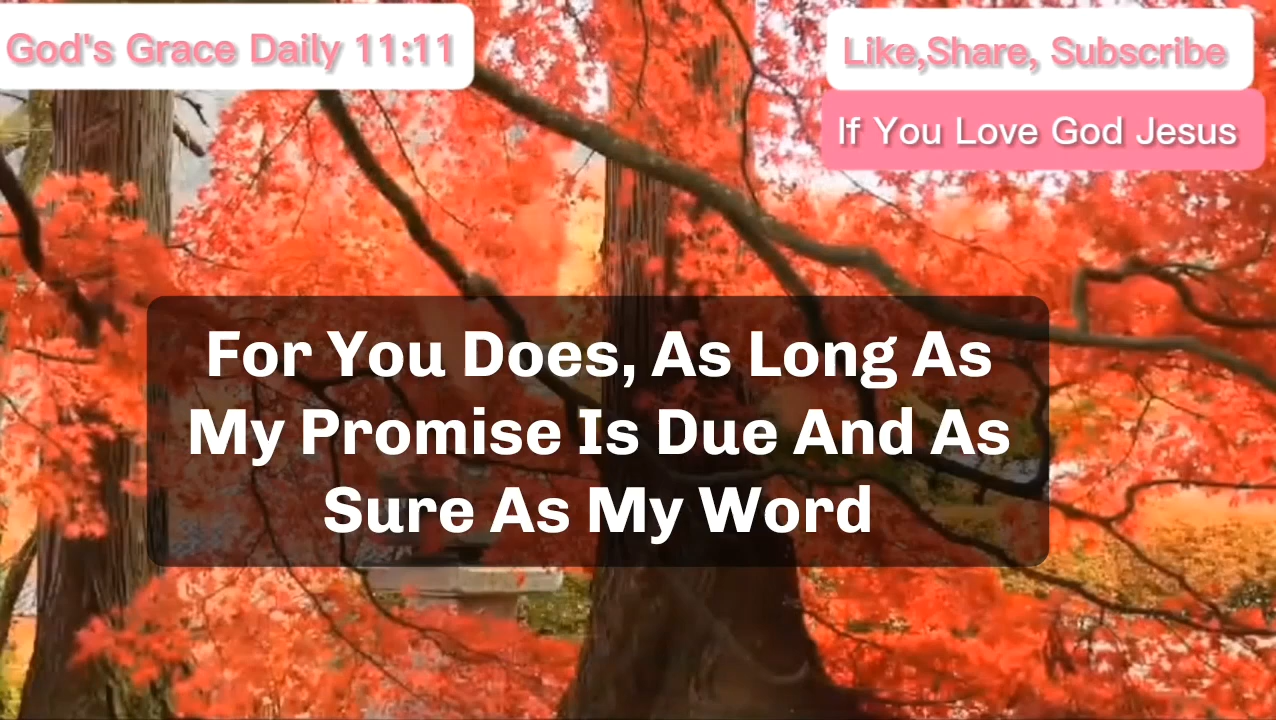 God's Grace Daily 11:11
Like,Share, Subscribe
If You Love God Jesus
For You Does, As Long As
My Promise Is Due And As
Sure As My Word